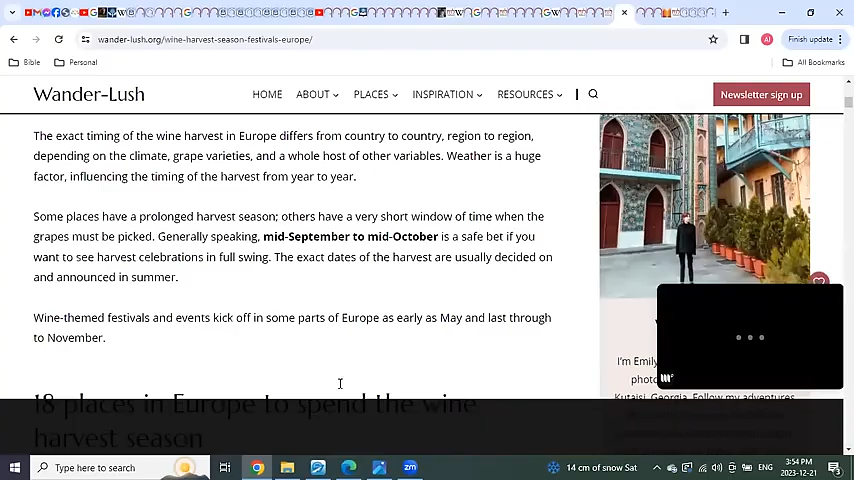 Finish update
wander-lush.org/wine-harvest-season-festivals-europe/
Bible
Personal
All Bookmarks
Wander-Lush
HOME ABOUT PLACES INSPIRATION RESOURCES
Newsletter sign up
The exact timing of the wine harvest in Europe differs from country to country, region to region,
depending on the climate, grape varieties, and a whole host of other variables. Weather is a huge
factor, influencing the timing of the harvest from year to year.
Some places have a prolonged harvest season; others have a very short window of time when the
grapes must be picked. Generally speaking, mid-September to mid-October is a safe bet if you
want to see harvest celebrations in full swing. The exact dates of the harvest are usually decided on
and announced in summer.
Wine-themed festivals and events kick off in some parts of Europe as early as May and last through
to November.
I'm Emily
photo
Kutaisi, Georgia. Follow my adventures
18 places in Europe to spend the wine
harvest season
Type here to search
zm
14 cm of snow Sat
ENG
3:54 PM
2023-12-21